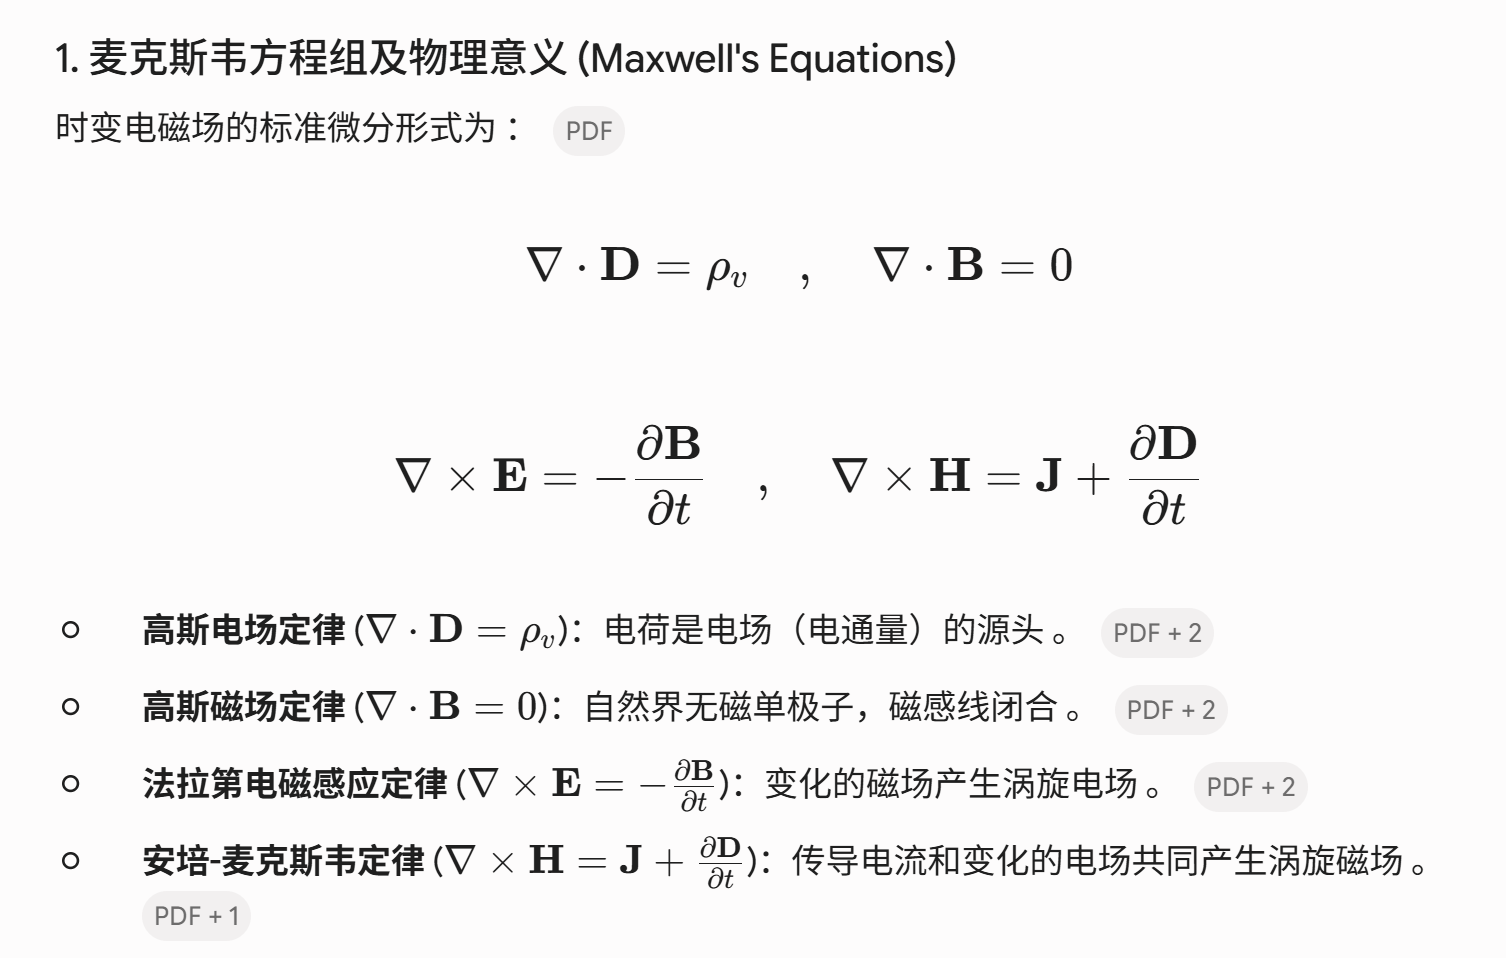 1. 麦克斯韦方程组及物理意义 (Maxwell's Equations)
时变电磁场的标准微分形式为： PDF
∇ · D = ρᵥ , ∇ · B = 0
∇ × E = −∂B/∂t , ∇ × H = J + ∂D/∂t
高斯电场定律 (∇ · D = ρᵥ)：电荷是电场（电通量）的源头。 PDF + 2
高斯磁场定律 (∇ · B = 0)：自然界无磁单极子，磁感线闭合。 PDF + 2
法拉第电磁感应定律 (∇ × E = −∂B/∂t)：变化的磁场产生涡旋电场。 PDF + 2
安培-麦克斯韦定律 (∇ × H = J + ∂D/∂t)：传导电流和变化的电场共同产生涡旋磁场。
PDF + 1